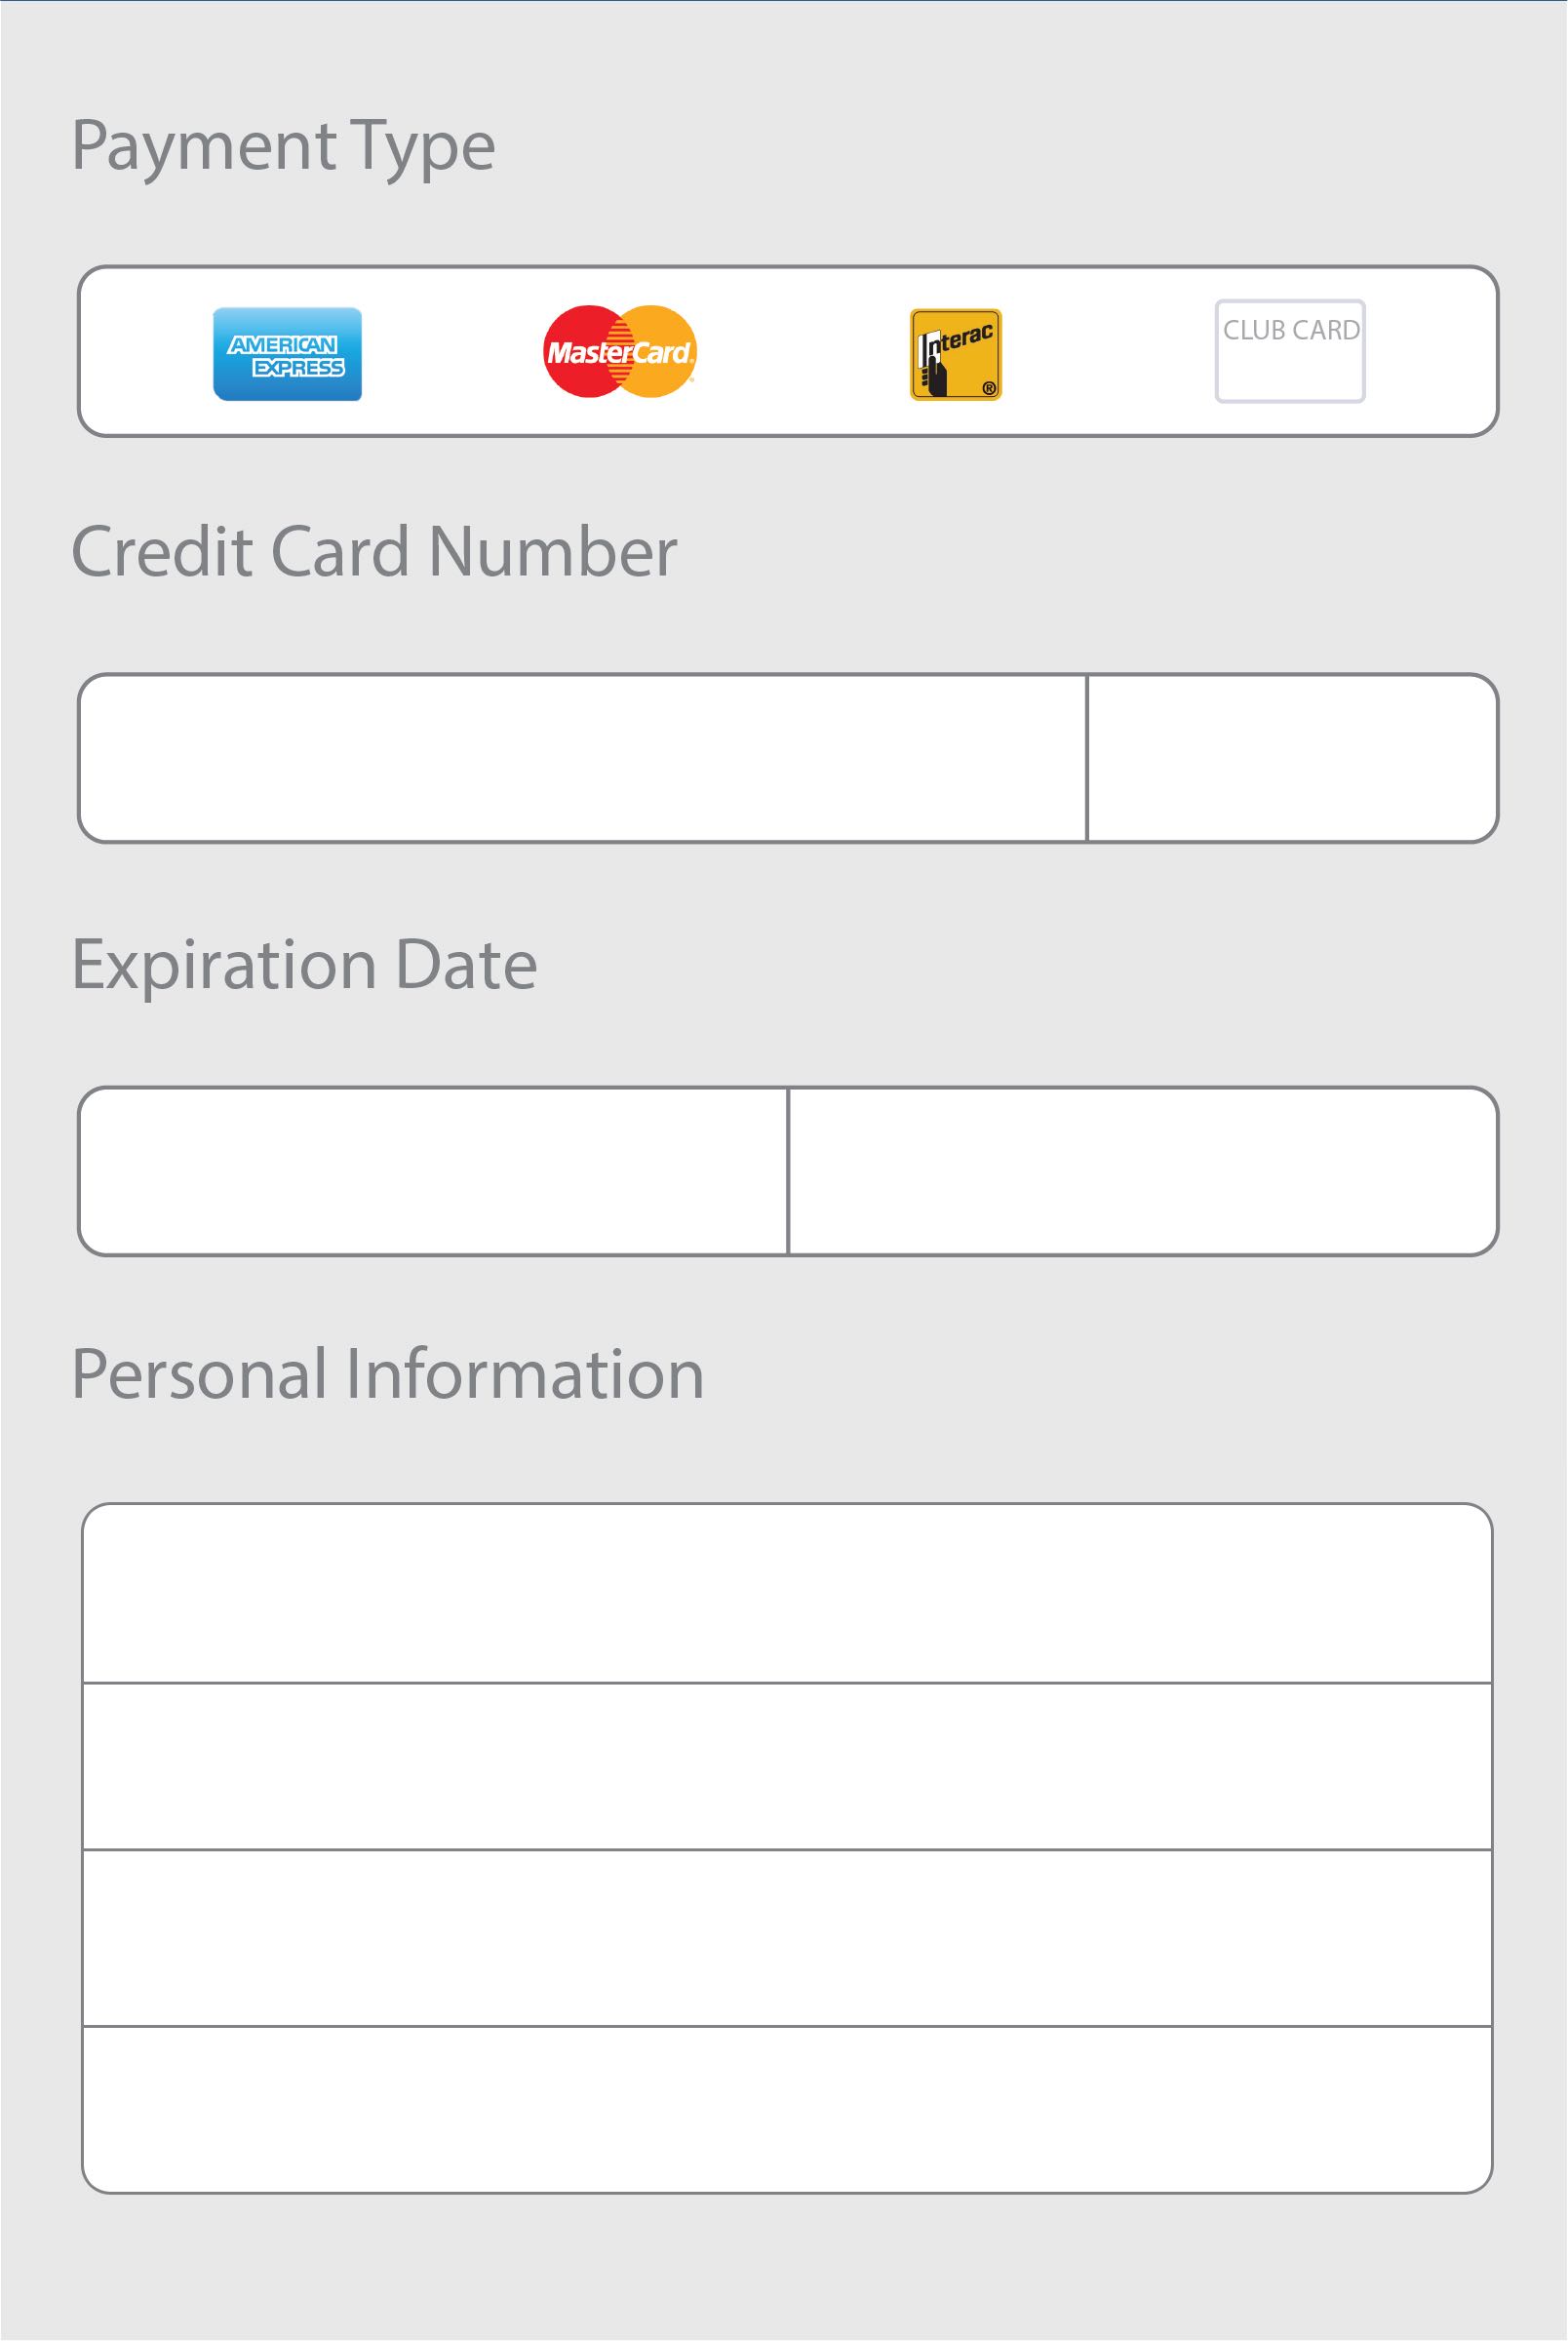 Payment Type
AMERICAN
EXPRESS
MasterCard
Interac
®
CLUB CARD
Credit Card Number
Expiration Date
Personal Information